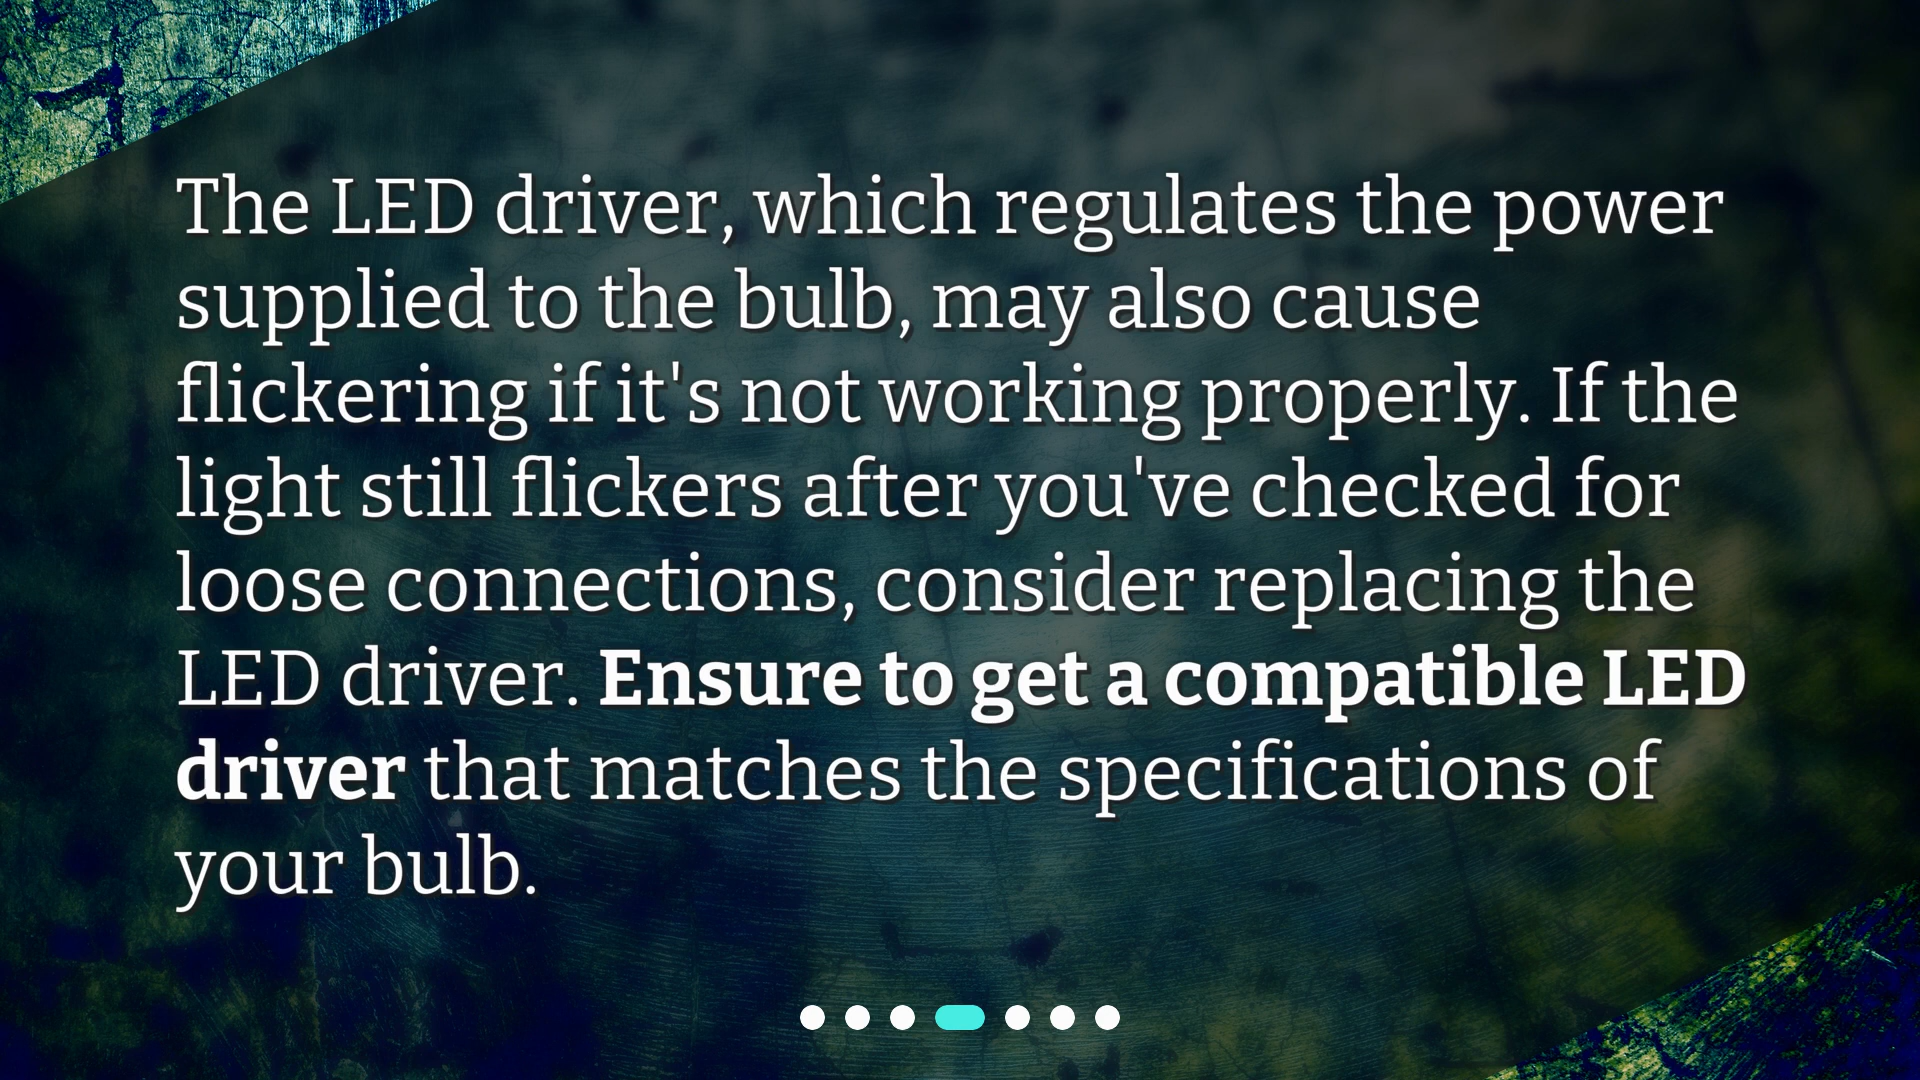 The LED driver, which regulates the power
supplied to the bulb, may also cause
flickering if it's not working properly. If the
light still flickers after you've checked for
loose connections, consider replacing the
LED driver. Ensure to get a compatible LED
driver that matches the specifications of
your bulb.